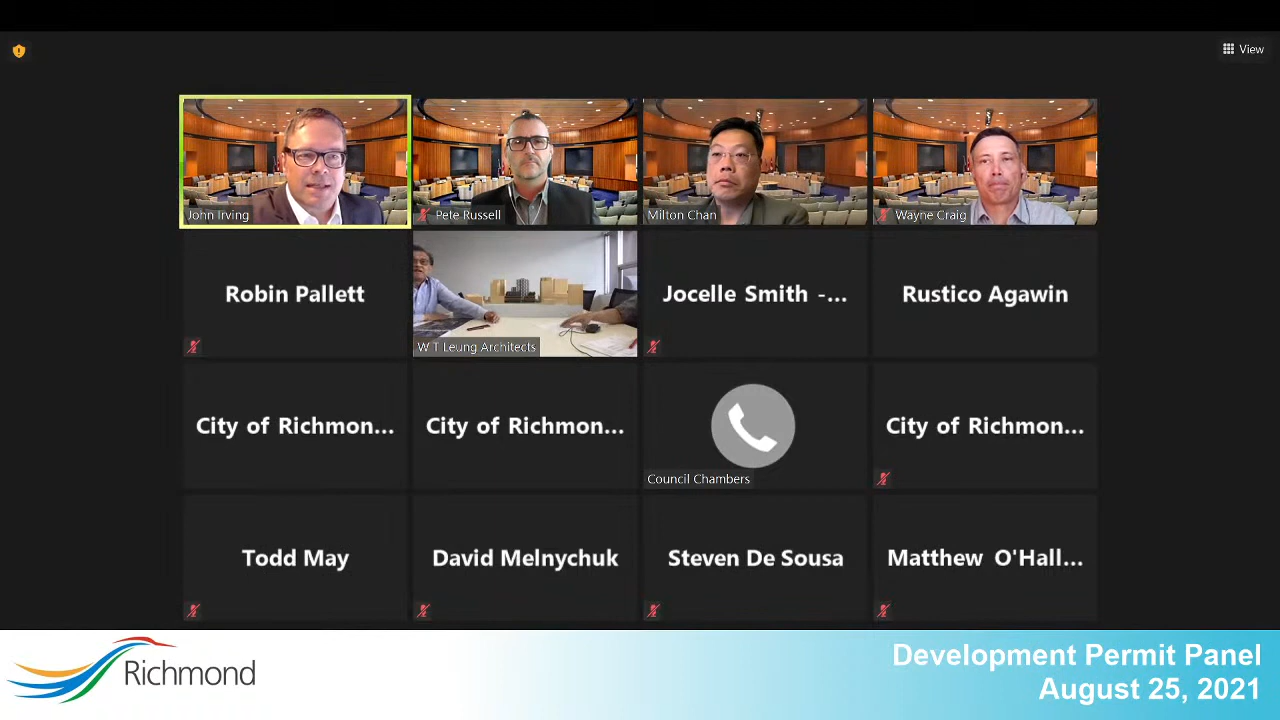 View
John Irving
Pete Russell
Milton Chan
Wayne Craig
Robin Pallett
W T Leung Architects
Jocelle Smith -...
Rustico Agawin
City of Richmon...
City of Richmon...
Council Chambers
City of Richmon...
Todd May
David Melnychuk
Steven De Sousa
Matthew O'Hall...
Richmond
Development Permit Panel
August 25, 2021